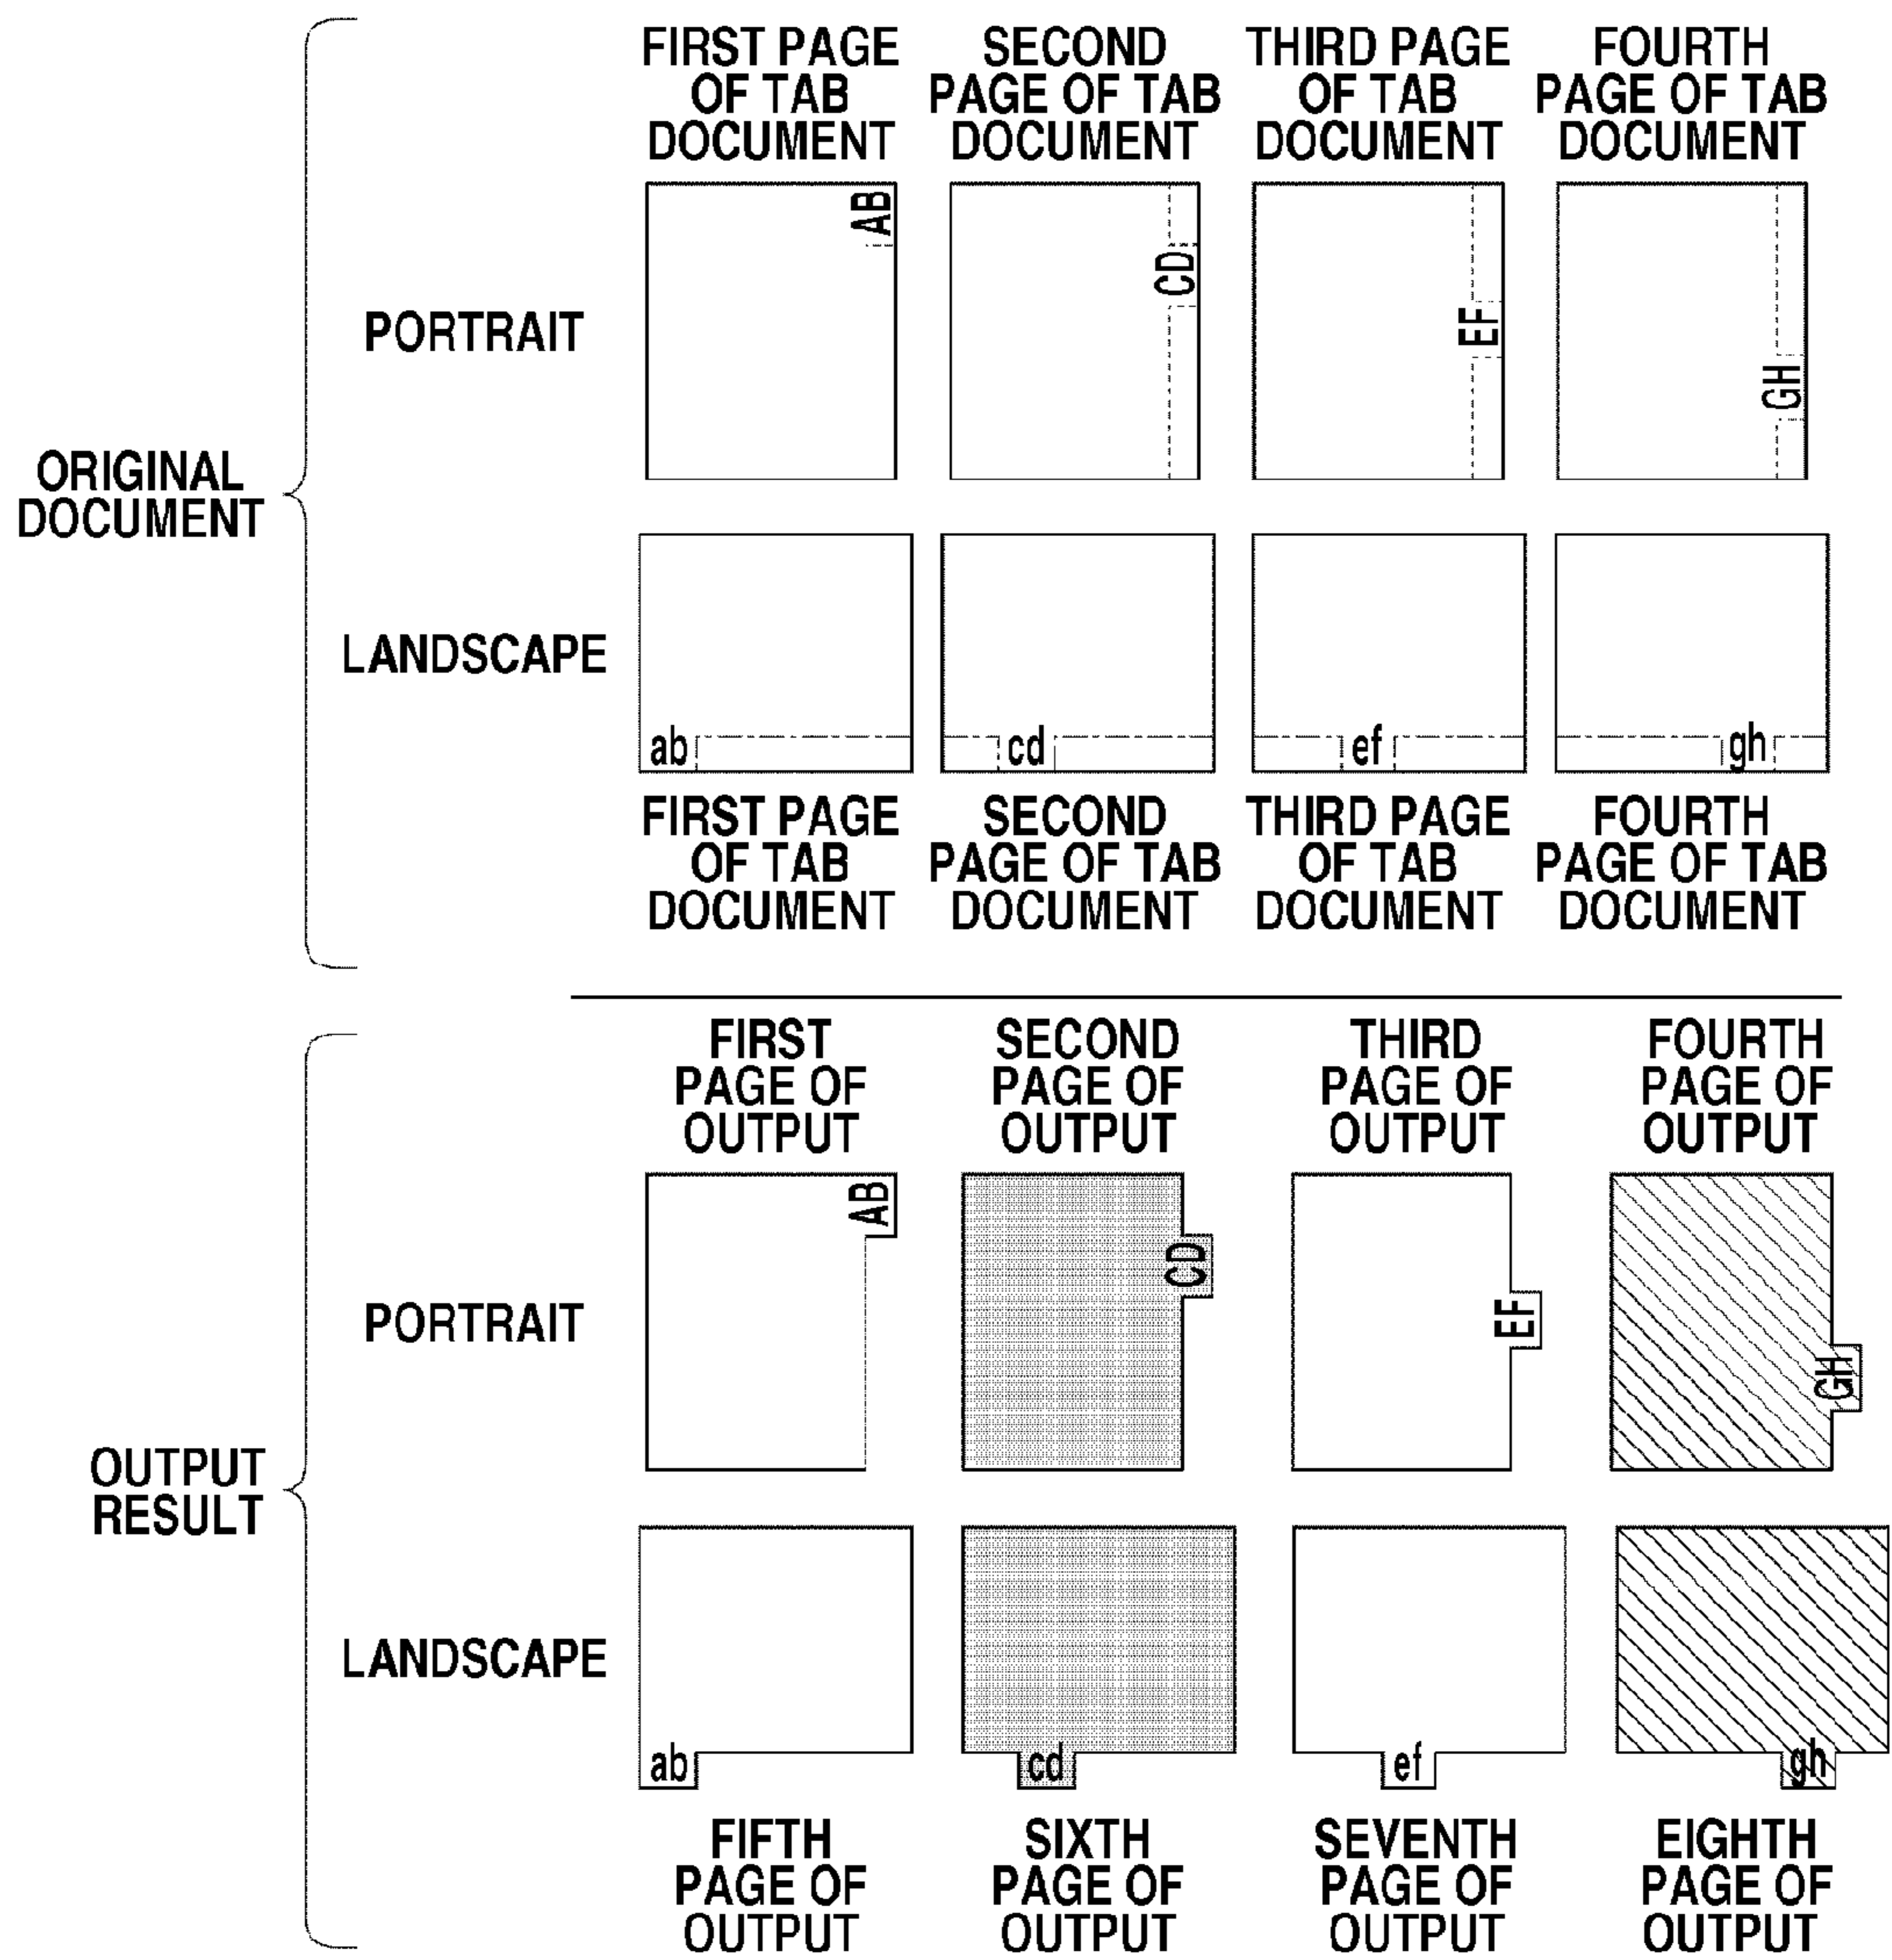 FIRST PAGE
OF TAB
DOCUMENT
SECOND
PAGE OF TAB
DOCUMENT
THIRD PAGE
OF TAB
DOCUMENT
FOURTH
PAGE OF TAB
DOCUMENT
ORIGINAL
DOCUMENT
PORTRAIT
AB
CD
EF
GH
LANDSCAPE
ab
cd
ef
gh
FIRST PAGE
OF TAB
DOCUMENT
SECOND
PAGE OF TAB
DOCUMENT
THIRD PAGE
OF TAB
DOCUMENT
FOURTH
PAGE OF TAB
DOCUMENT
FIRST
PAGE OF
OUTPUT
SECOND
PAGE OF
OUTPUT
THIRD
PAGE OF
OUTPUT
FOURTH
PAGE OF
OUTPUT
OUTPUT
RESULT
PORTRAIT
AB
CD
EF
GH
LANDSCAPE
ab
cd
ef
gh
FIFTH
PAGE OF
OUTPUT
SIXTH
PAGE OF
OUTPUT
SEVENTH
PAGE OF
OUTPUT
EIGHTH
PAGE OF
OUTPUT